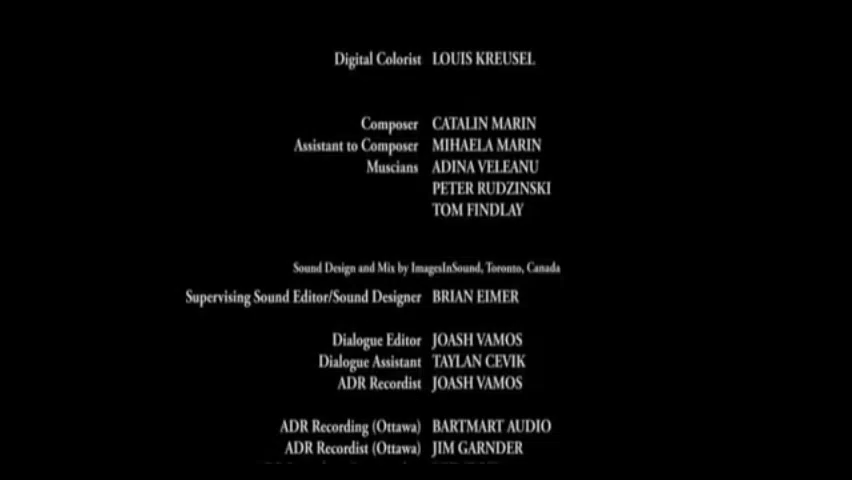 Digital Colorist LOUIS KREUSEL
Composer CATALIN MARIN
Assistant to Composer MIHAELA MARIN
Muscians ADINA VELEANU
PETER RUDZINSKI
TOM FINDLAY
Sound Design and Mix by ImagesInSound, Toronto, Canada
Supervising Sound Editor/Sound Designer BRIAN EIMER
Dialogue Editor JOASH VAMOS
Dialogue Assistant TAYLAN CEVIK
ADR Recordist JOASH VAMOS
ADR Recording (Ottawa) BARTMART AUDIO
ADR Recordist (Ottawa) JIM GARNDER